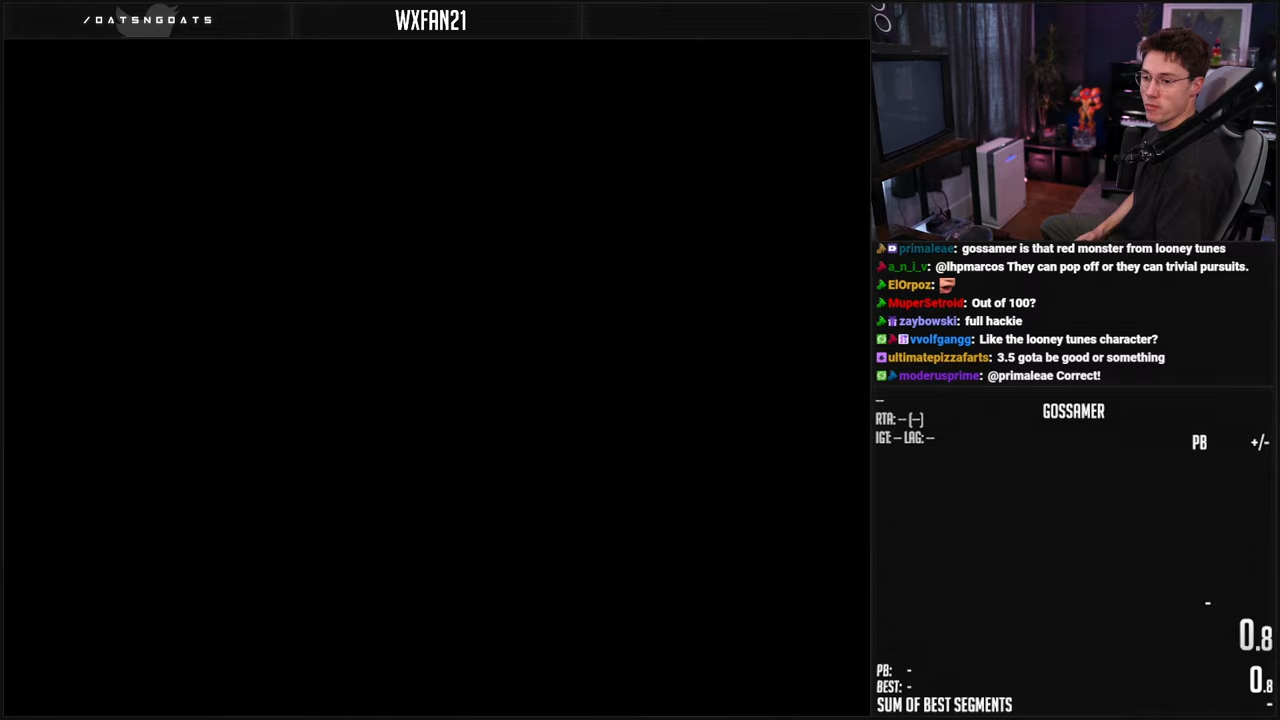 /OATSNGOATS
WXFAN21
primaleae: gossamer is that red monster from looney tunes
a_n_i_v: @lhpmarcos They can pop off or they can trivial pursuits.
ElOrpoz:
MuperSetroid: Out of 100?
zaybowski: full hackie
vvolfgangg: Like the looney tunes character?
ultimatepizzafarts: 3.5 gota be good or something
moderusprime: @primaleae Correct!
—
GOSSAMER
RTA: — (—)
IGT: — LAG: —
PB +/-
-
0.8
PB: -
0.8
BEST: -
SUM OF BEST SEGMENTS -